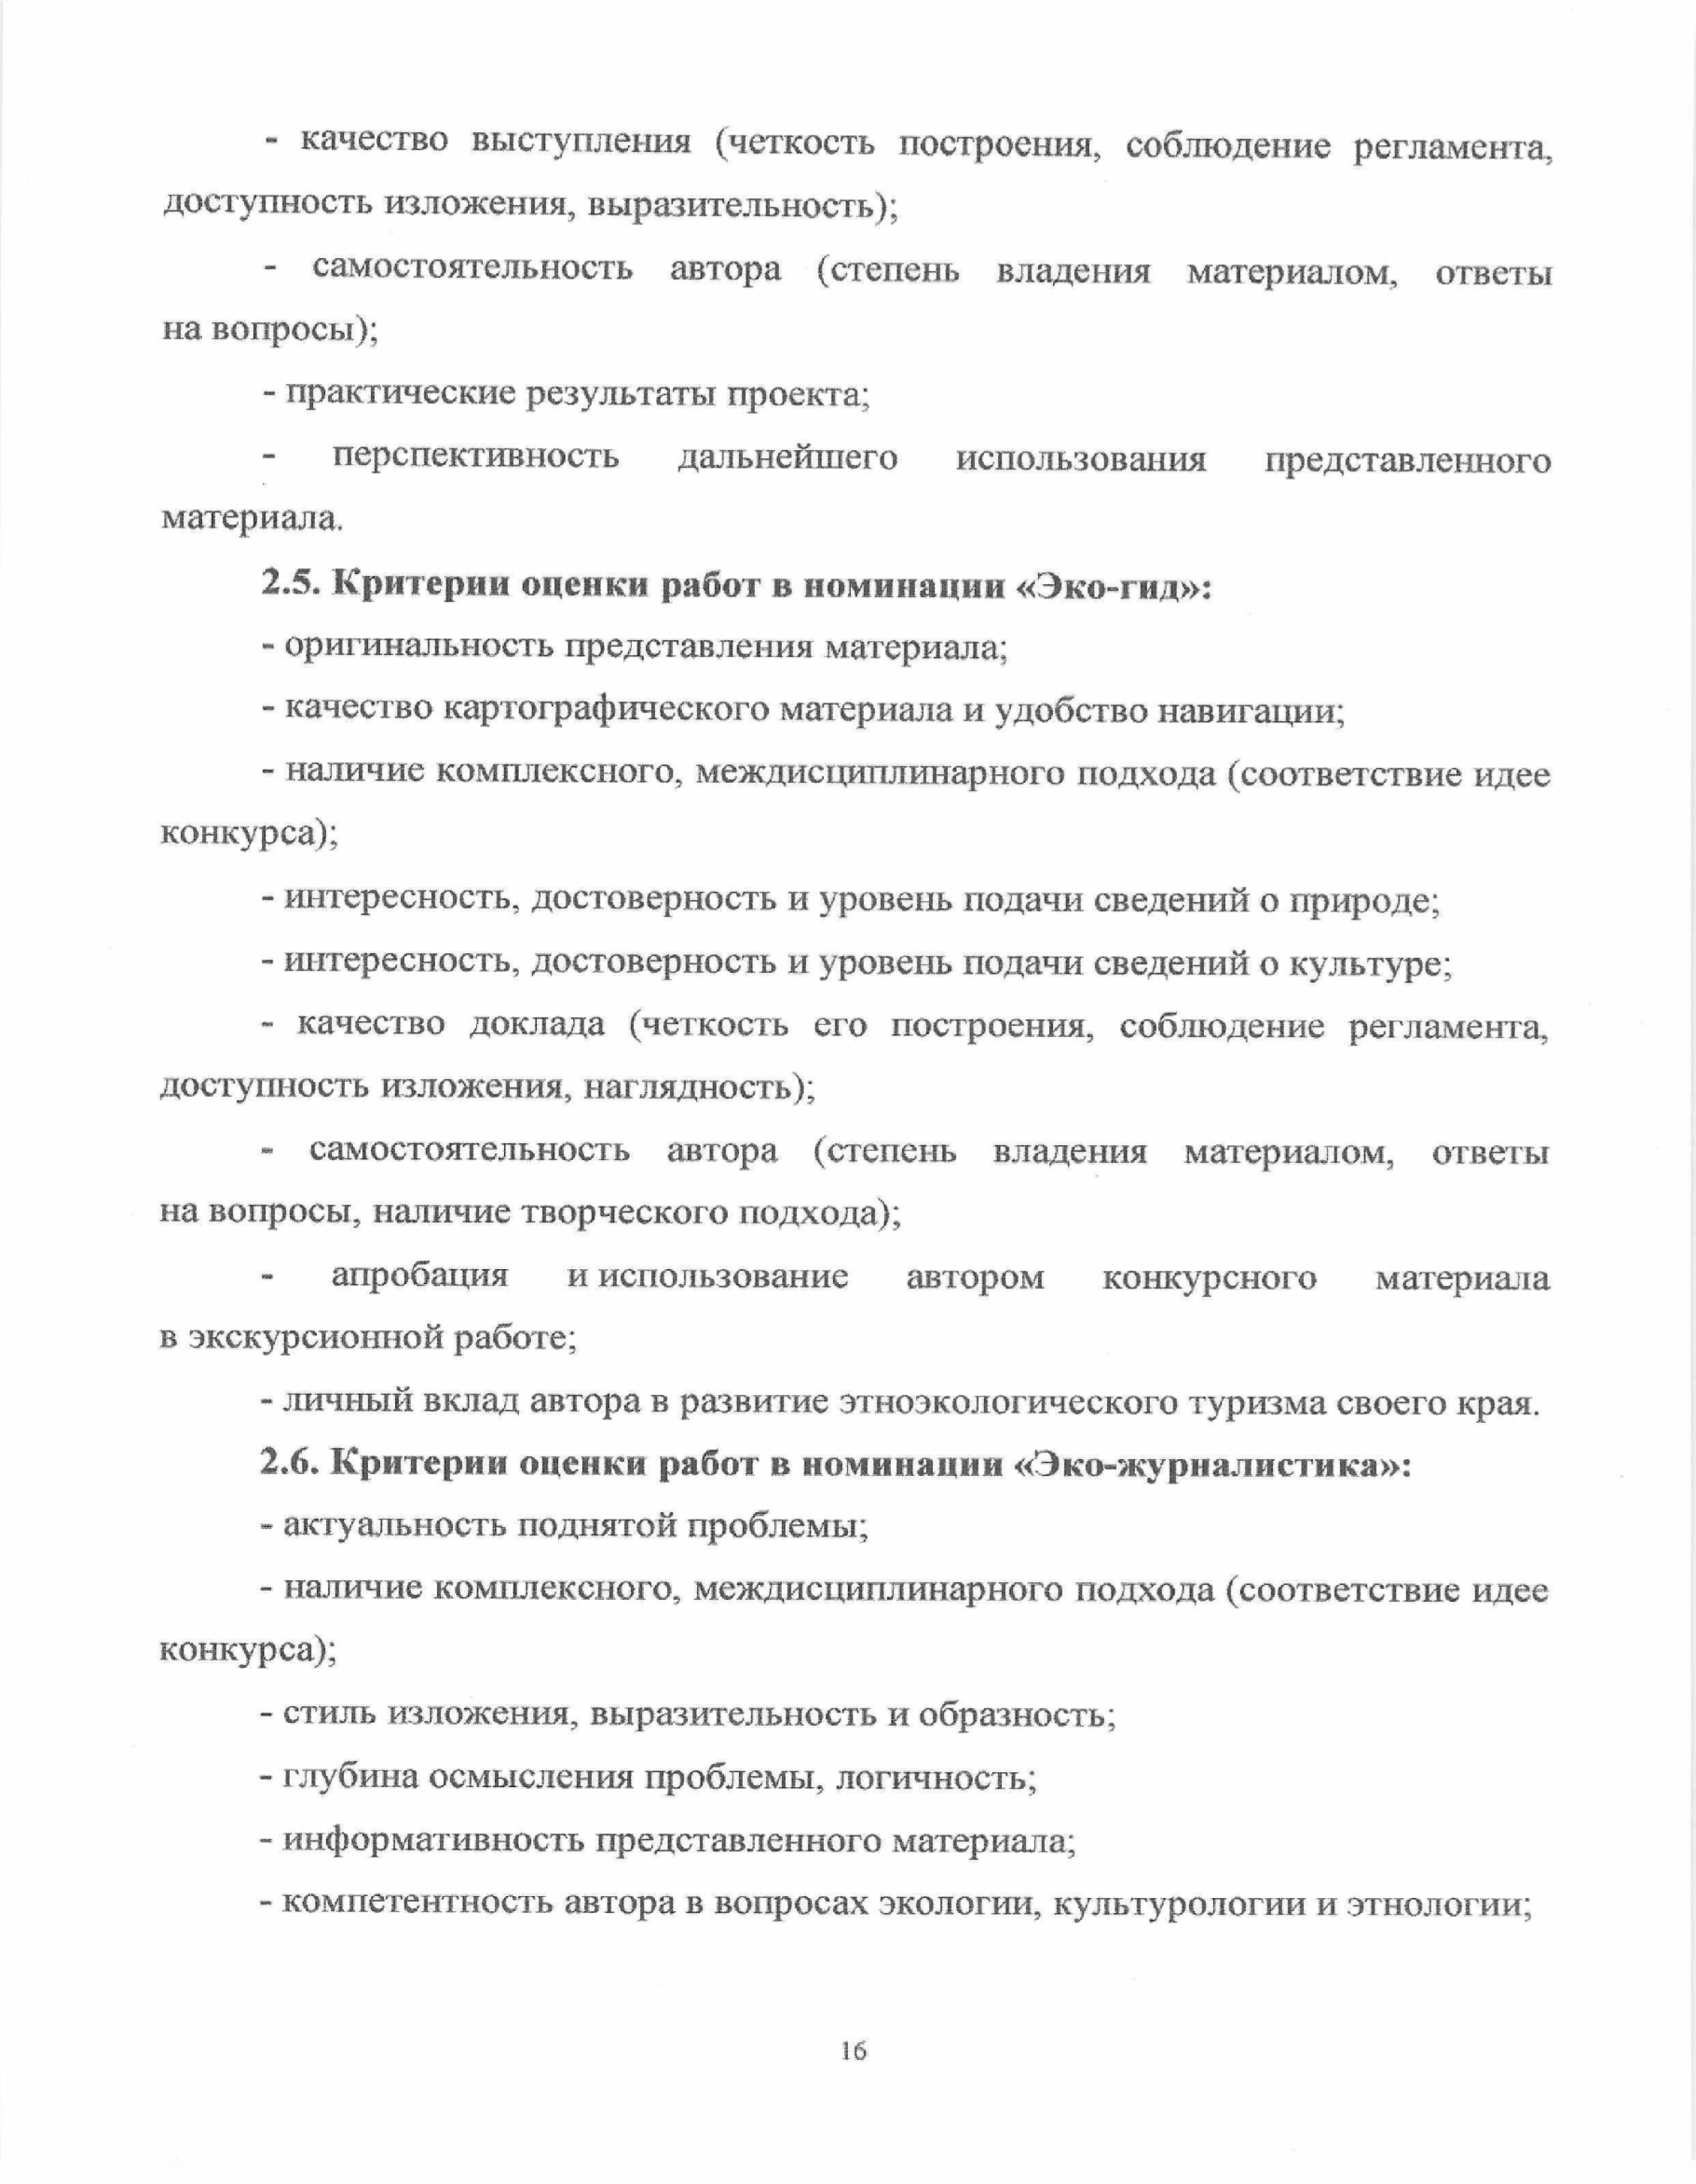 - качество выступления (четкость построения, соблюдение регламента,
доступность изложения, выразительность);
- самостоятельность автора (степень владения материалом, ответы
на вопросы);
- практические результаты проекта;
- перспективность дальнейшего использования представленного
материала.
2.5. Критерии оценки работ в номинации «Эко-гид»:
- оригинальность представления материала;
- качество картографического материала и удобство навигации;
- наличие комплексного, междисциплинарного подхода (соответствие идее
конкурса);
- интересность, достоверность и уровень подачи сведений о природе;
- интересность, достоверность и уровень подачи сведений о культуре;
- качество доклада (четкость его построения, соблюдение регламента,
доступность изложения, наглядность);
- самостоятельность автора (степень владения материалом, ответы
на вопросы, наличие творческого подхода);
- апробация и использование автором конкурсного материала
в экскурсионной работе;
- личный вклад автора в развитие этноэкологического туризма своего края.
2.6. Критерии оценки работ в номинации «Эко-журналистика»:
- актуальность поднятой проблемы;
- наличие комплексного, междисциплинарного подхода (соответствие идее
конкурса);
- стиль изложения, выразительность и образность;
- глубина осмысления проблемы, логичность;
- информативность представленного материала;
- компетентность автора в вопросах экологии, культурологии и этнологии;
16